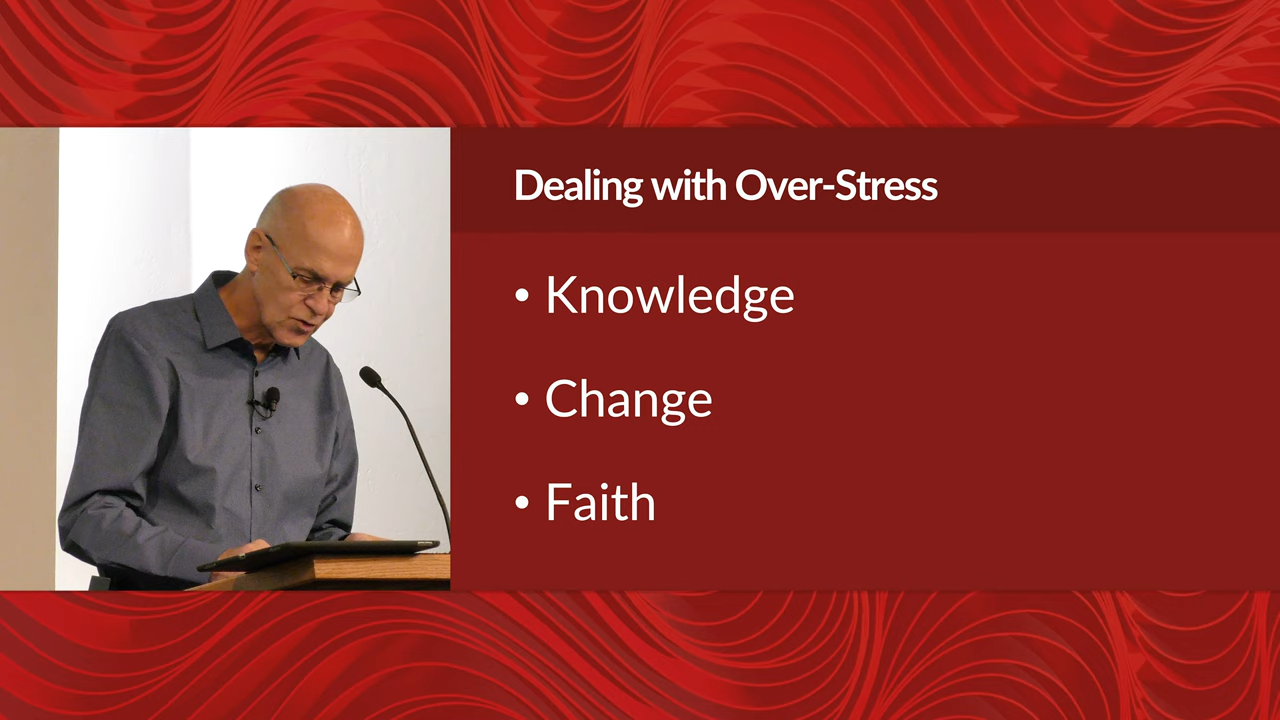 Dealing with Over-Stress
• Knowledge
• Change
• Faith